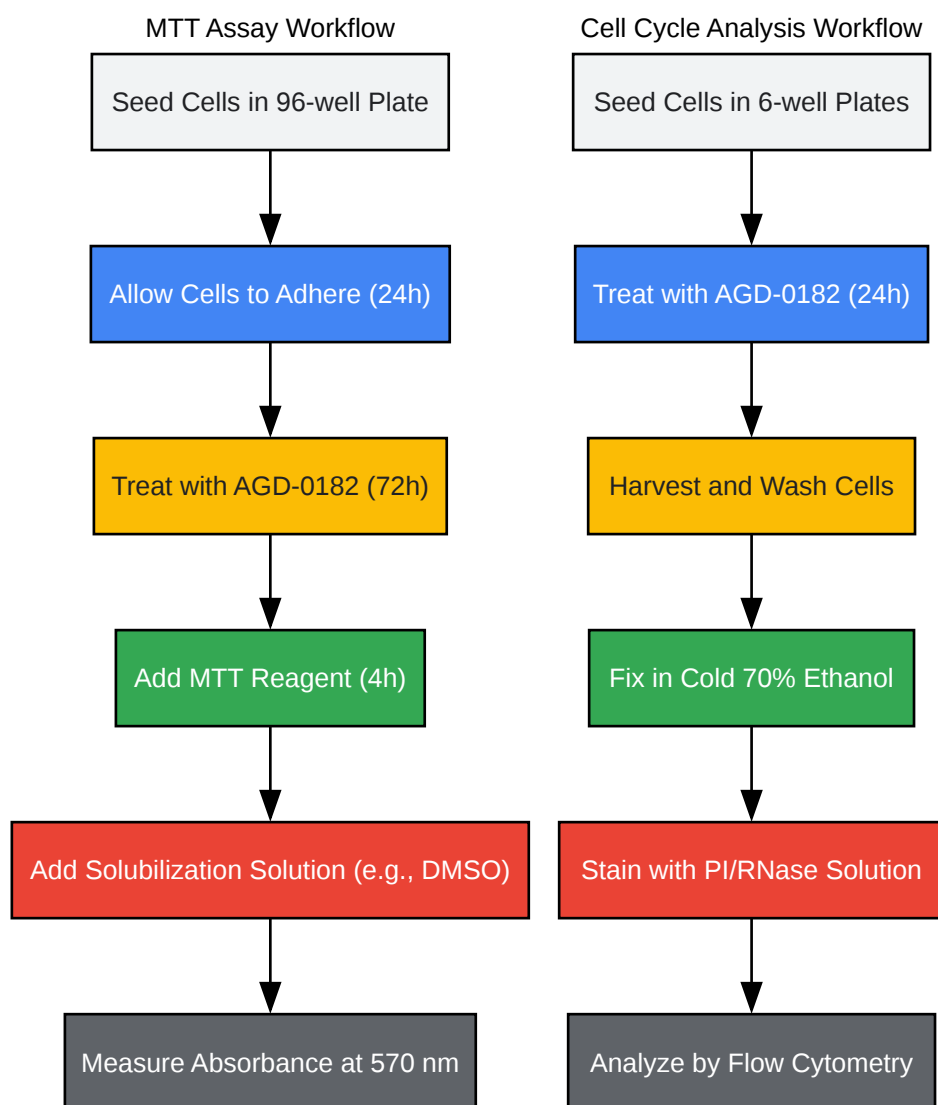 MTT Assay Workflow
Seed Cells in 96-well Plate
Allow Cells to Adhere (24h)
Treat with AGD-0182 (72h)
Add MTT Reagent (4h)
Add Solubilization Solution (e.g., DMSO)
Measure Absorbance at 570 nm
Cell Cycle Analysis Workflow
Seed Cells in 6-well Plates
Treat with AGD-0182 (24h)
Harvest and Wash Cells
Fix in Cold 70% Ethanol
Stain with PI/RNase Solution
Analyze by Flow Cytometry